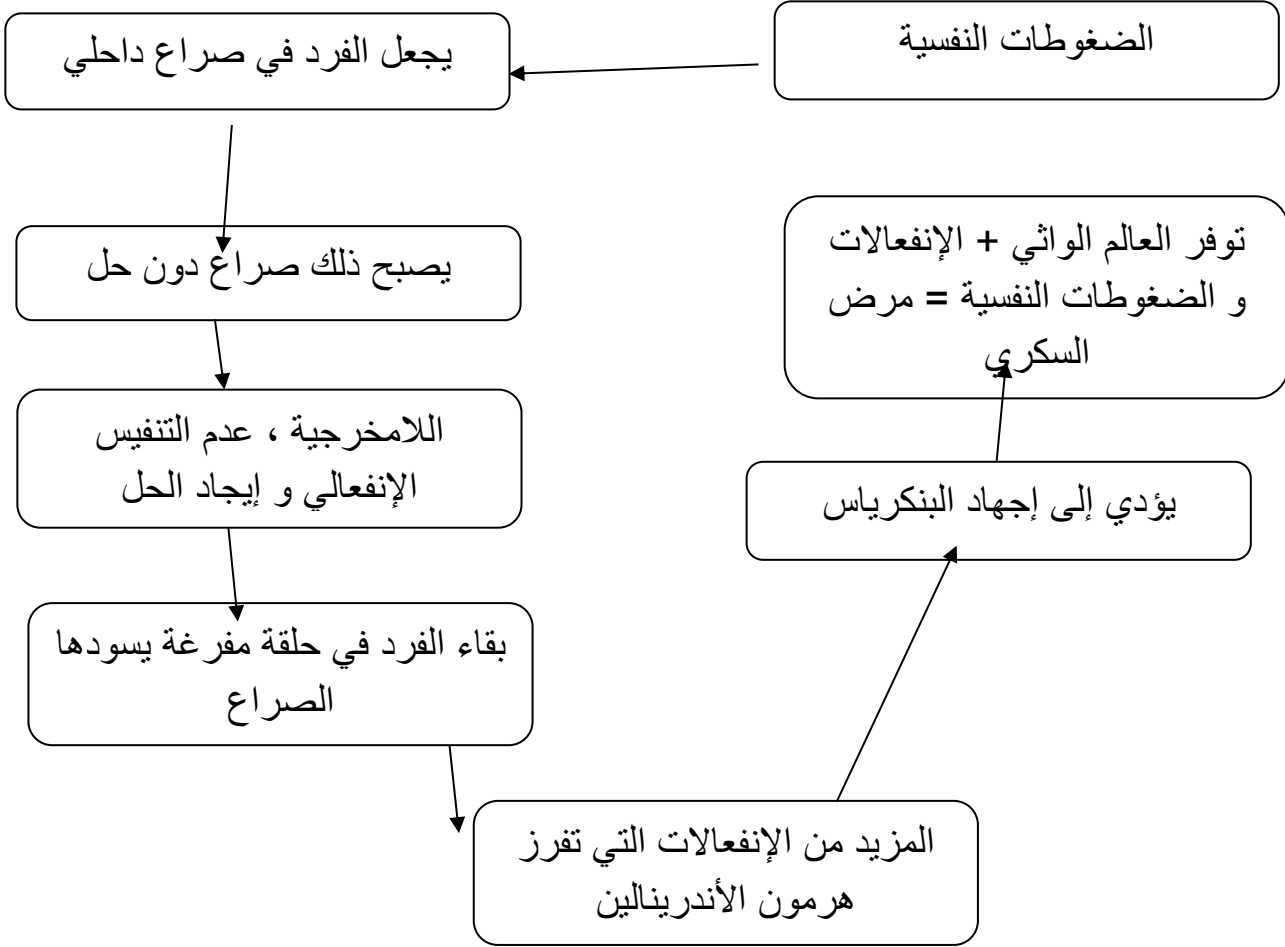 الضغوطات النفسية
يجعل الفرد في صراع داخلي
يصبح ذلك صراع دون حل
اللامخرجية ، عدم التنفيس
الإنفعالي و إيجاد الحل
بقاء الفرد في حلقة مفرغة يسودها
الصراع
المزيد من الإنفعالات التي تفرز
هرمون الأندرينالين
يؤدي إلى إجهاد البنكرياس
توفر العالم الواثي + الإنفعالات
و الضغوطات النفسية = مرض
السكري